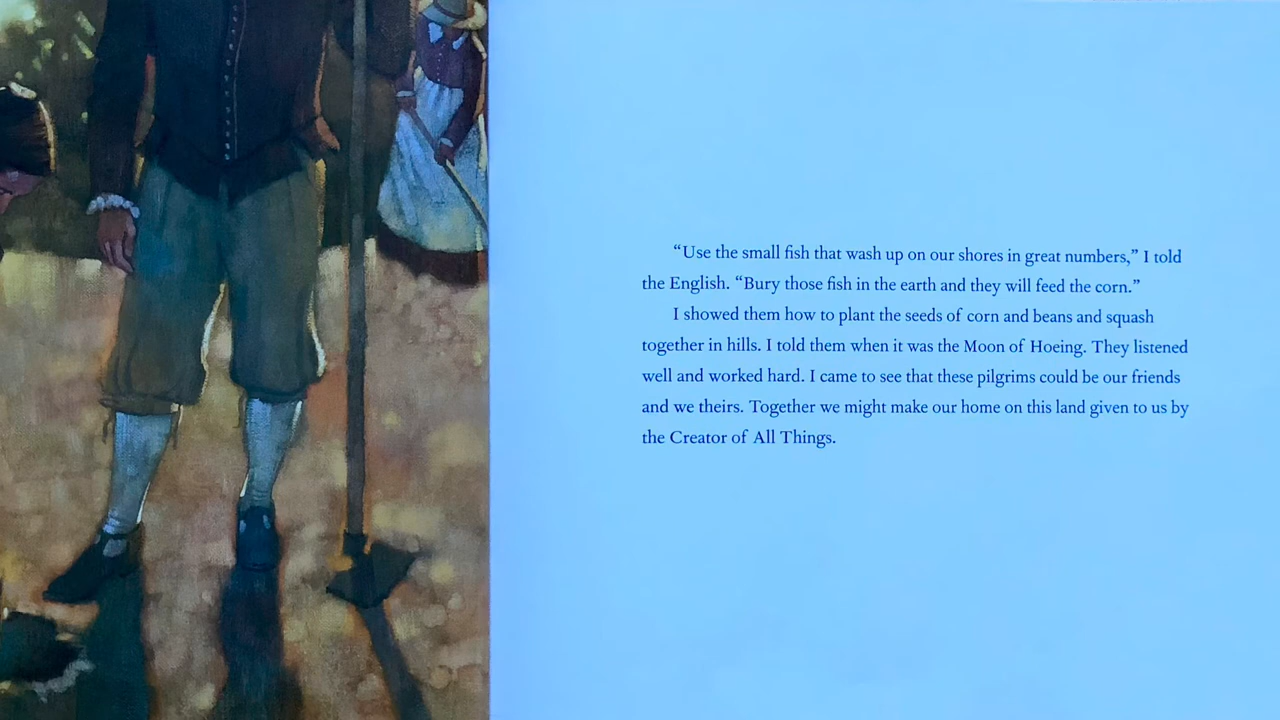 “Use the small fish that wash up on our shores in great numbers,” I told
the English. “Bury those fish in the earth and they will feed the corn.”
I showed them how to plant the seeds of corn and beans and squash
together in hills. I told them when it was the Moon of Hoeing. They listened
well and worked hard. I came to see that these pilgrims could be our friends
and we theirs. Together we might make our home on this land given to us by
the Creator of All Things.